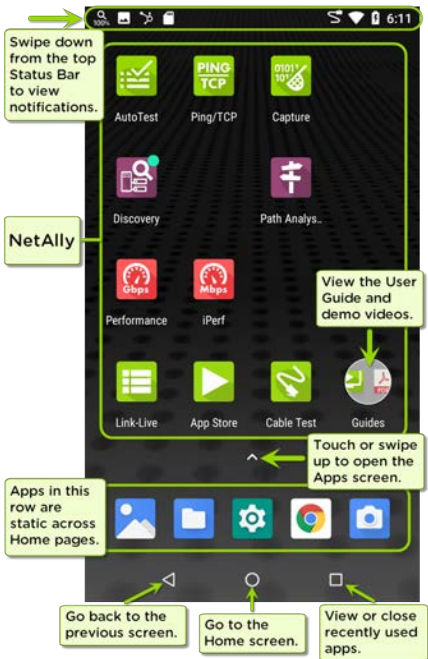 100%
6:11
Swipe down
from the top
Status Bar
to view
notifications.
PING
TCP
01011
101
AutoTest
Ping/TCP
Capture
Discovery
Path Analys..
NetAlly
Gbps
Mbps
View the User
Guide and
demo videos.
Performance
iPerf
PDF
Link-Live
App Store
Cable Test
Guides
Touch or swipe
up to open the
Apps screen.
Apps in this
row are
static across
Home pages.
Go back to the
previous screen.
Go to the
Home screen.
View or close
recently used
apps.